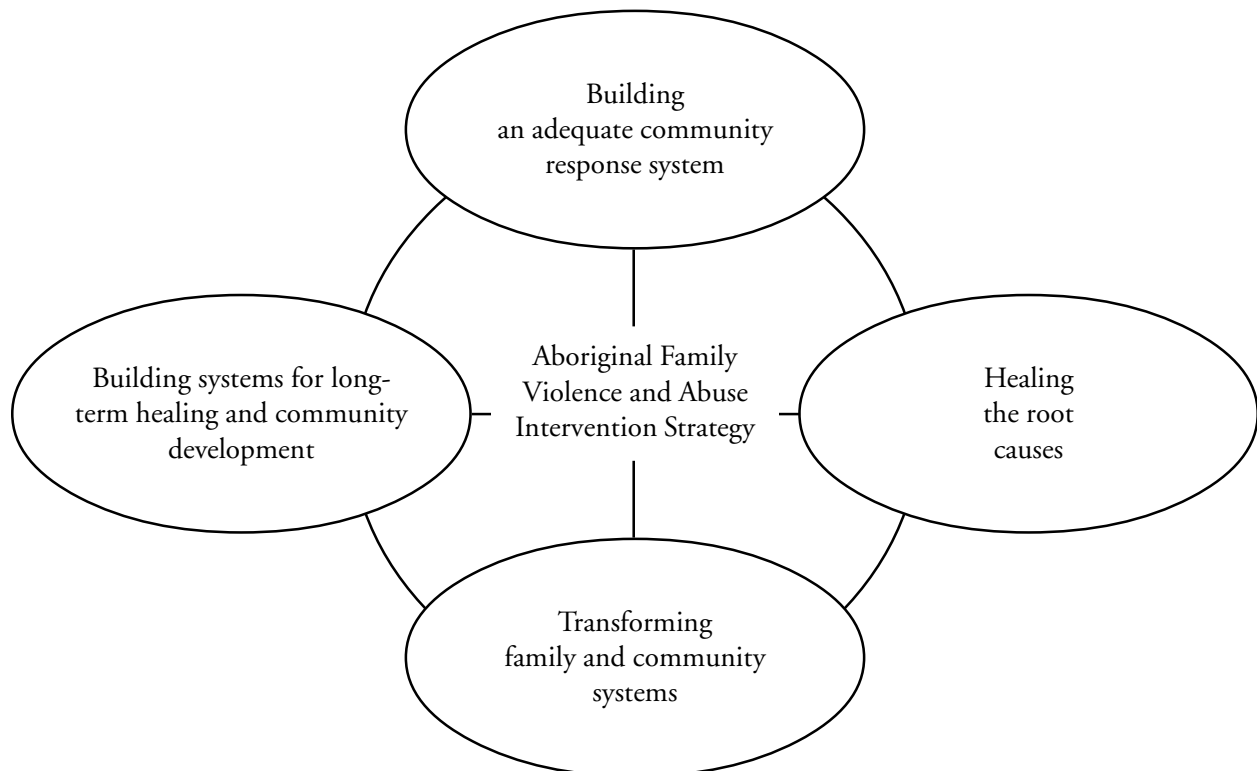 Building
an adequate community
response system
Building systems for long-
term healing and community
development
Aboriginal Family
Violence and Abuse
Intervention Strategy
Healing
the root
causes
Transforming
family and community
systems